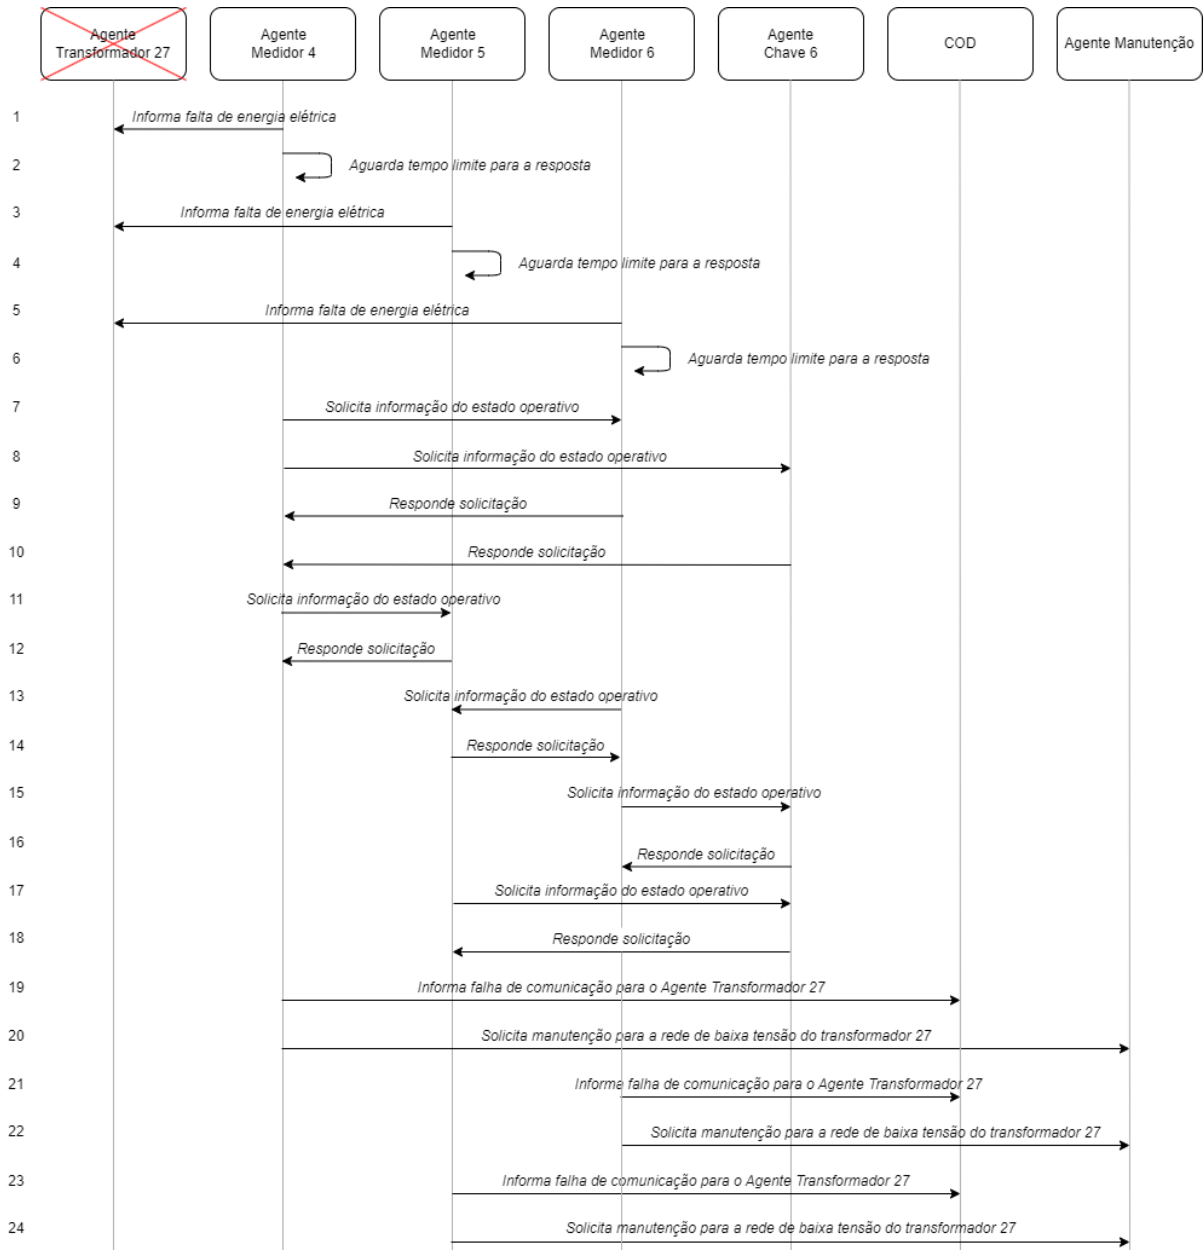 Agente
Transformador 27
Agente
Medidor 4
Agente
Medidor 5
Agente
Medidor 6
Agente
Chave 6
COD
Agente Manutenção
1
Informa falta de energia elétrica
2
Aguarda tempo limite para a resposta
3
Informa falta de energia elétrica
4
Aguarda tempo limite para a resposta
5
Informa falta de energia elétrica
6
Aguarda tempo limite para a resposta
7
Solicita informação do estado operativo
8
Solicita informação do estado operativo
9
Responde solicitação
10
Responde solicitação
11
Solicita informação do estado operativo
12
Responde solicitação
13
Solicita informação do estado operativo
14
Responde solicitação
15
Solicita informação do estado operativo
16
Responde solicitação
17
Solicita informação do estado operativo
18
Responde solicitação
19
Informa falha de comunicação para o Agente Transformador 27
20
Solicita manutenção para a rede de baixa tensão do transformador 27
21
Informa falha de comunicação para o Agente Transformador 27
22
Solicita manutenção para a rede de baixa tensão do transformador 27
23
Informa falha de comunicação para o Agente Transformador 27
24
Solicita manutenção para a rede de baixa tensão do transformador 27